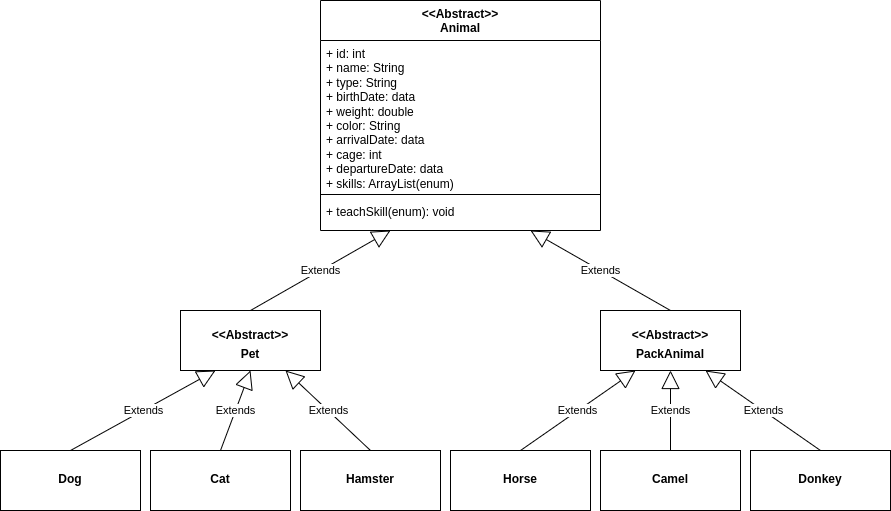 <<Abstract>>
Animal
+ id: int
+ name: String
+ type: String
+ birthDate: data
+ weight: double
+ color: String
+ arrivalDate: data
+ cage: int
+ departureDate: data
+ skills: ArrayList(enum)
+ teachSkill(enum): void
Extends
Extends
<<Abstract>>
Pet
<<Abstract>>
PackAnimal
Extends
Extends
Extends
Extends
Extends
Extends
Dog
Cat
Hamster
Horse
Camel
Donkey